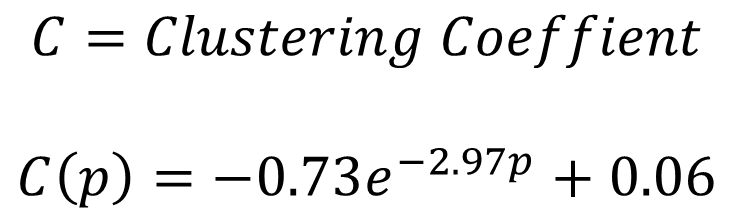 C = Clustering Coeffient
C(p) = −0.73e^{−2.97p} + 0.06